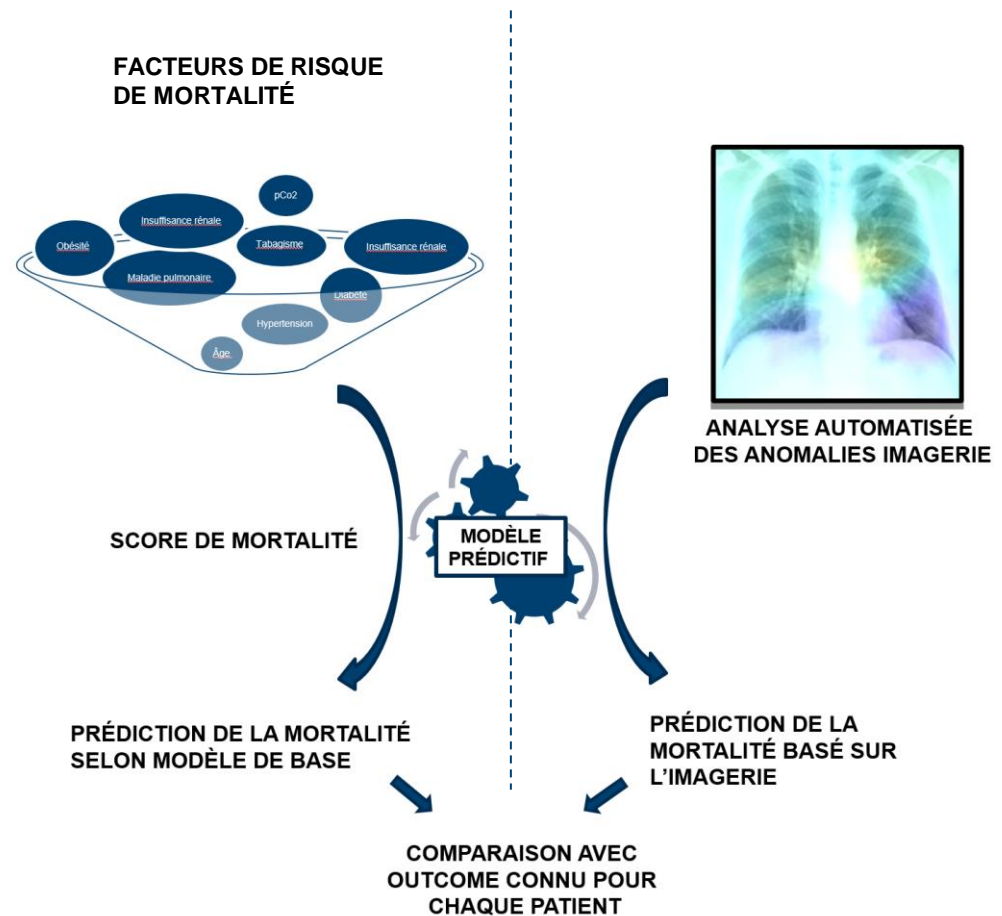 FACTEURS DE RISQUE
DE MORTALITÉ
pCo2
Insuffisance rénale
Obésité
Tabagisme
Insuffisance rénale
Maladie pulmonaire
Diabète
Hypertension
Âge
ANALYSE AUTOMATISÉE
DES ANOMALIES IMAGERIE
SCORE DE MORTALITÉ
MODÈLE
PRÉDICTIF
PRÉDICTION DE LA MORTALITÉ
SELON MODÈLE DE BASE
PRÉDICTION DE LA
MORTALITÉ BASÉ SUR
L'IMAGERIE
COMPARAISON AVEC
OUTCOME CONNU POUR
CHAQUE PATIENT